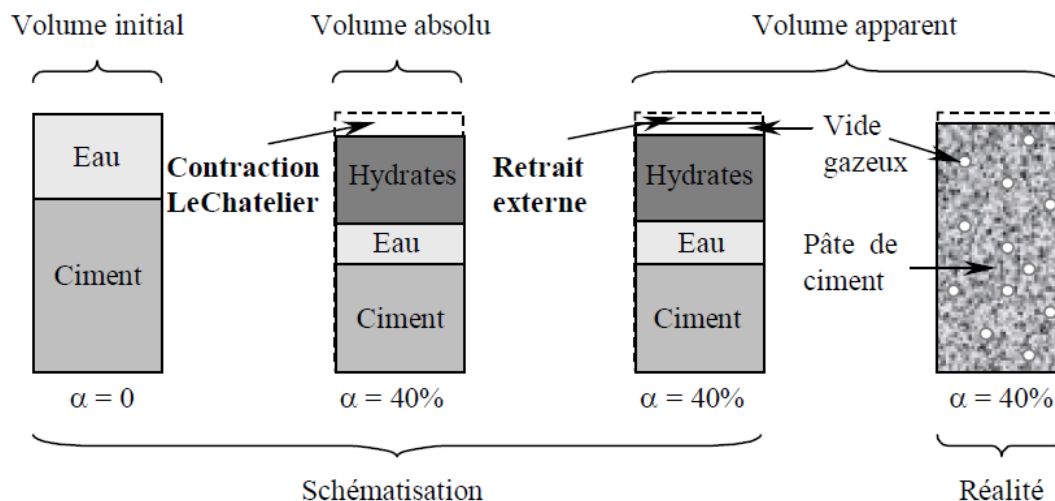 Volume initial
Volume absolu
Volume apparent
Eau
Ciment
α = 0
Contraction
LeChatelier
Hydrates
Eau
Ciment
α = 40%
Retrait
externe
Hydrates
Eau
Ciment
α = 40%
Vide
gazeux
Pâte de
ciment
α = 40%
Schématisation
Réalité